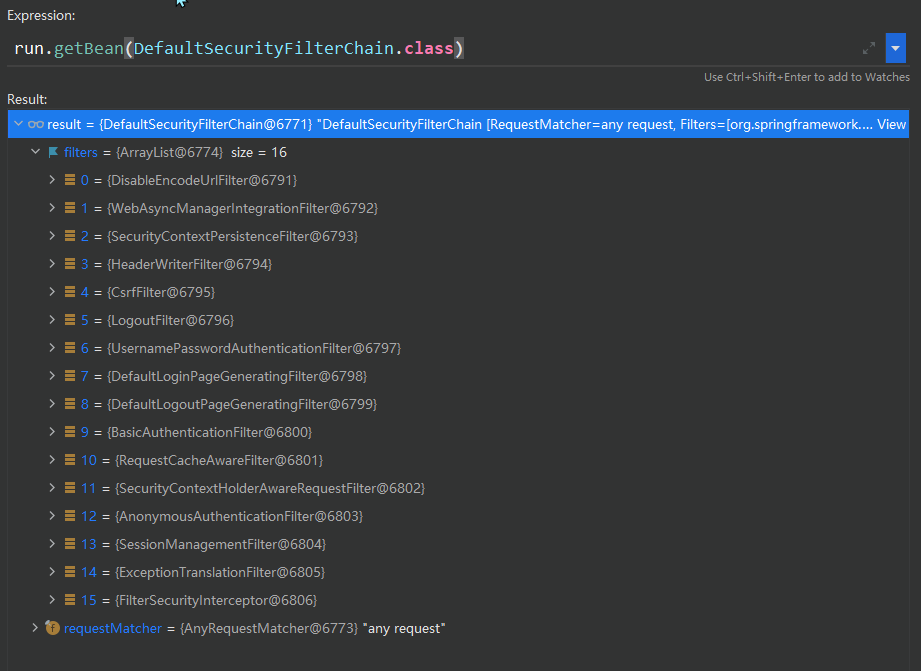 Expression:
run.getBean(DefaultSecurityFilterChain.class)
Use Ctrl+Shift+Enter to add to Watches
Result:
result = {DefaultSecurityFilterChain@6771} "DefaultSecurityFilterChain [RequestMatcher=any request, Filters=[org.springframework.... View
filters = {ArrayList@6774} size = 16
0 = {DisableEncodeUrlFilter@6791}
1 = {WebAsyncManagerIntegrationFilter@6792}
2 = {SecurityContextPersistenceFilter@6793}
3 = {HeaderWriterFilter@6794}
4 = {CsrfFilter@6795}
5 = {LogoutFilter@6796}
6 = {UsernamePasswordAuthenticationFilter@6797}
7 = {DefaultLoginPageGeneratingFilter@6798}
8 = {DefaultLogoutPageGeneratingFilter@6799}
9 = {BasicAuthenticationFilter@6800}
10 = {RequestCacheAwareFilter@6801}
11 = {SecurityContextHolderAwareRequestFilter@6802}
12 = {AnonymousAuthenticationFilter@6803}
13 = {SessionManagementFilter@6804}
14 = {ExceptionTranslationFilter@6805}
15 = {FilterSecurityInterceptor@6806}
requestMatcher = {AnyRequestMatcher@6773} "any request"